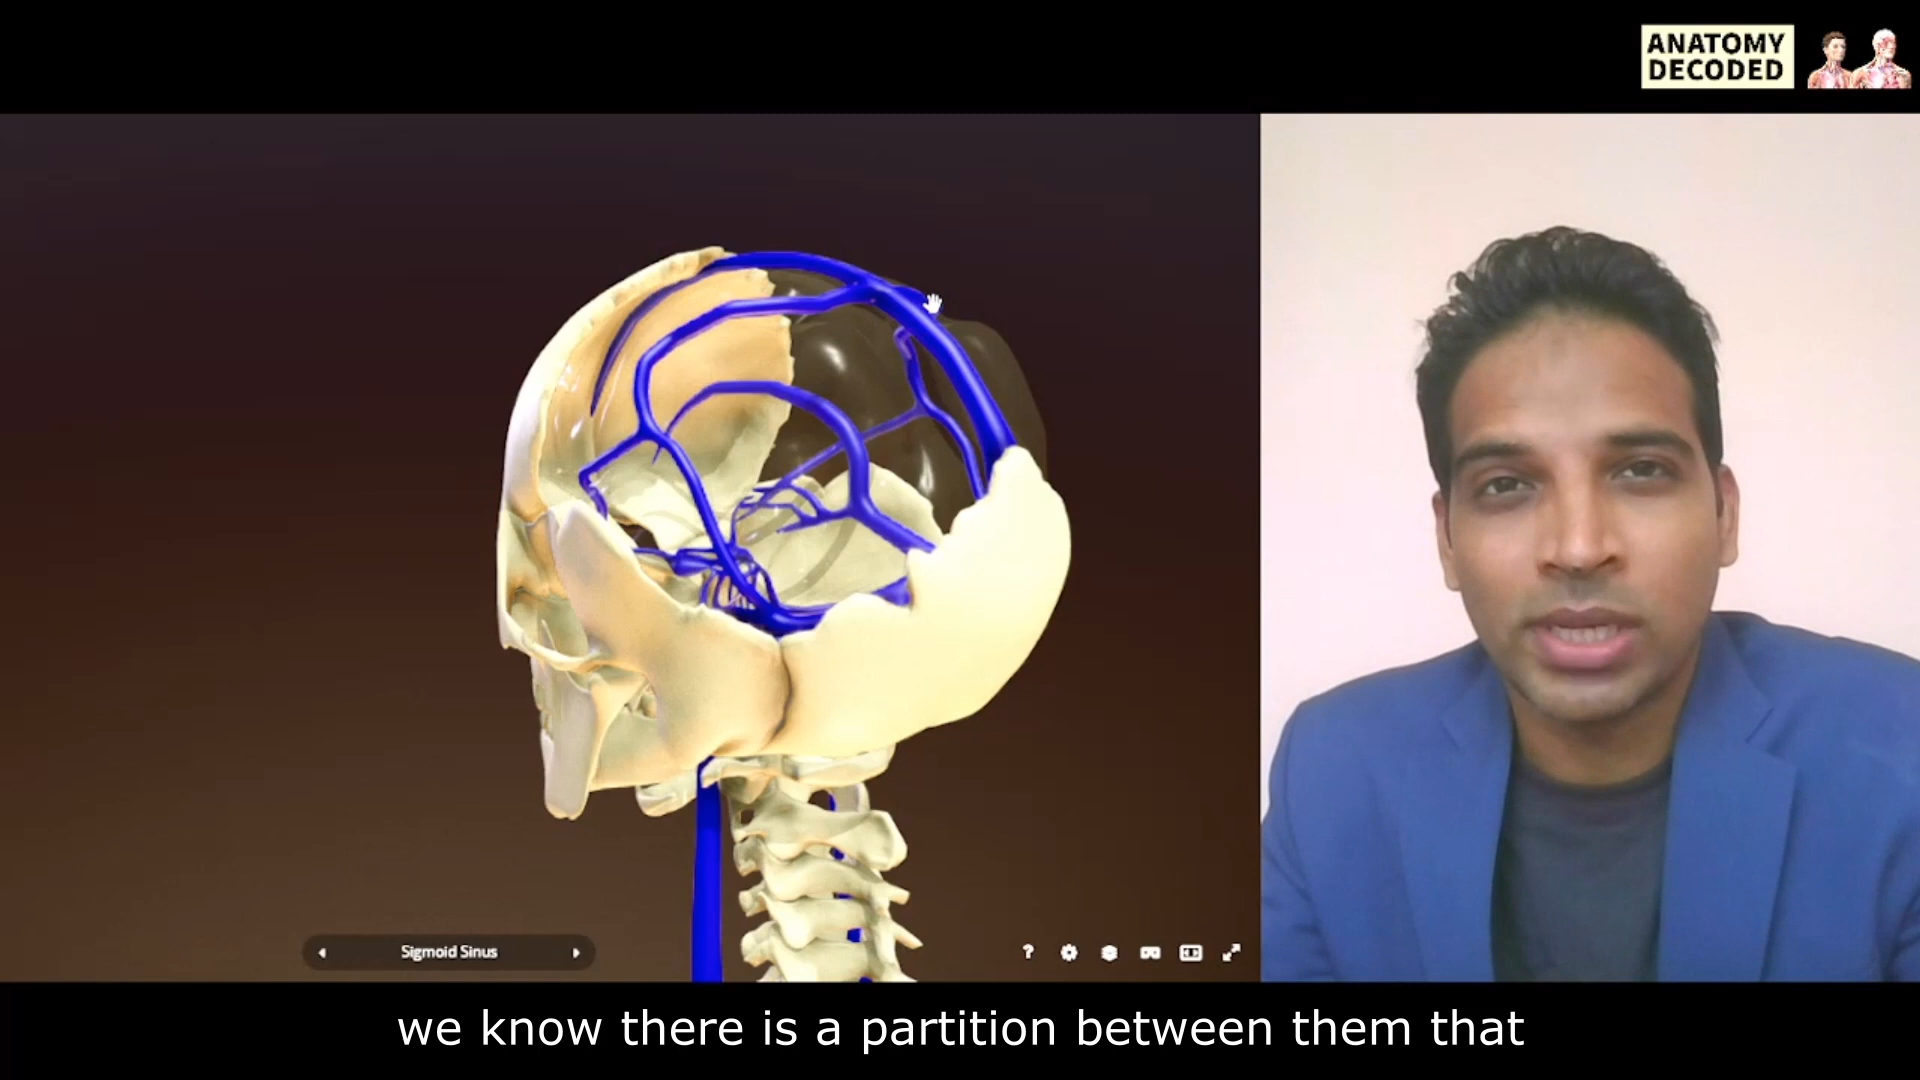 ANATOMY
DECODED
Sigmoid Sinus
?
we know there is a partition between them that